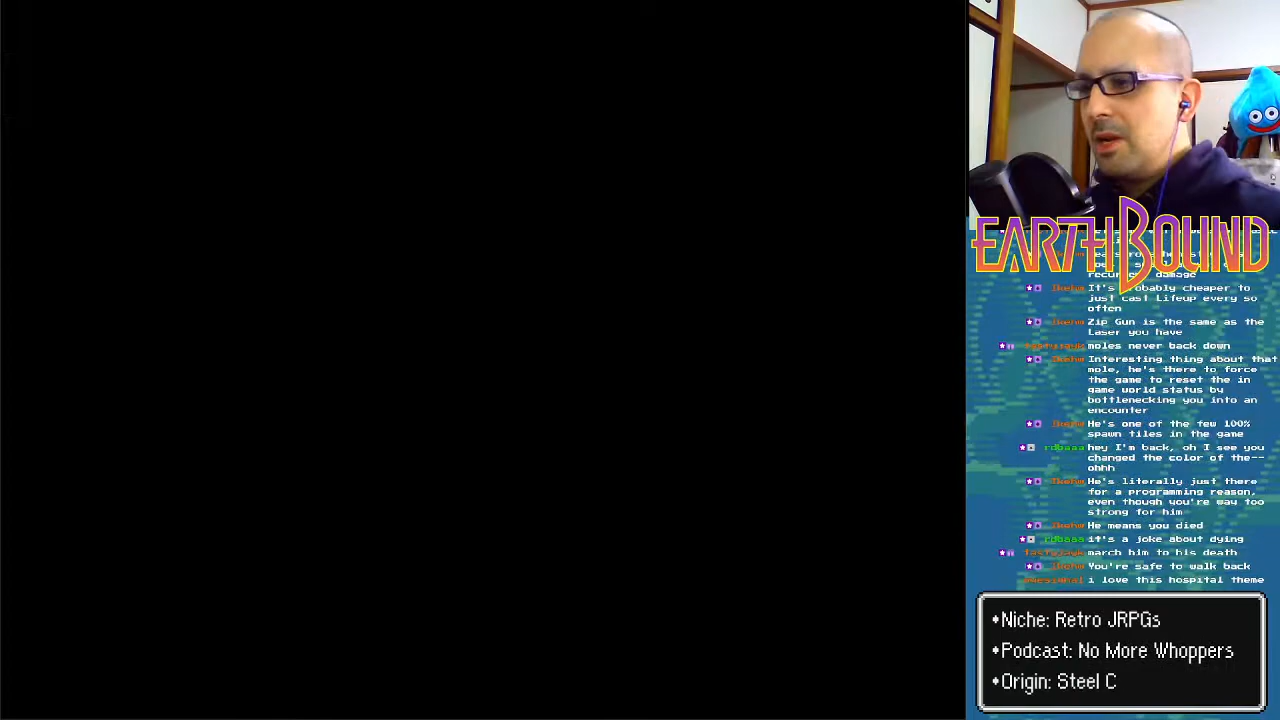 EARTHBOUND
recurring damage
It's probably cheaper to
just cast Lifeup every so
often
Zip Gun is the same as the
Laser you have
moles never back down
Interesting thing about that
mole, he's there to force
the game to reset the in
game world status by
bottlenecking you into an
encounter
He's one of the few 100%
spawn tiles in the game
rdbaaa hey I'm back, oh I see you
changed the color of the--
ohhh
He's literally just there
for a programming reason,
even though you're way too
strong for him
He means you died
rdbaaa it's a joke about dying
march him to his death
You're safe to walk back
i love this hospital theme
•Niche: Retro JRPGs
•Podcast: No More Whoppers
•Origin: Steel C